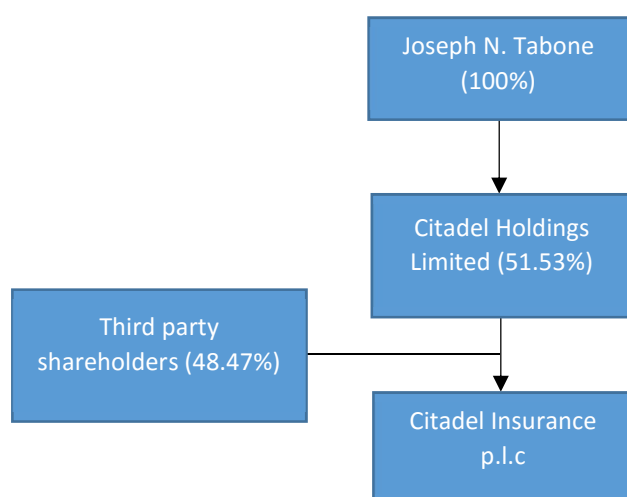 Joseph N. Tabone
(100%)
Citadel Holdings
Limited (51.53%)
Third party
shareholders (48.47%)
Citadel Insurance
p.l.c